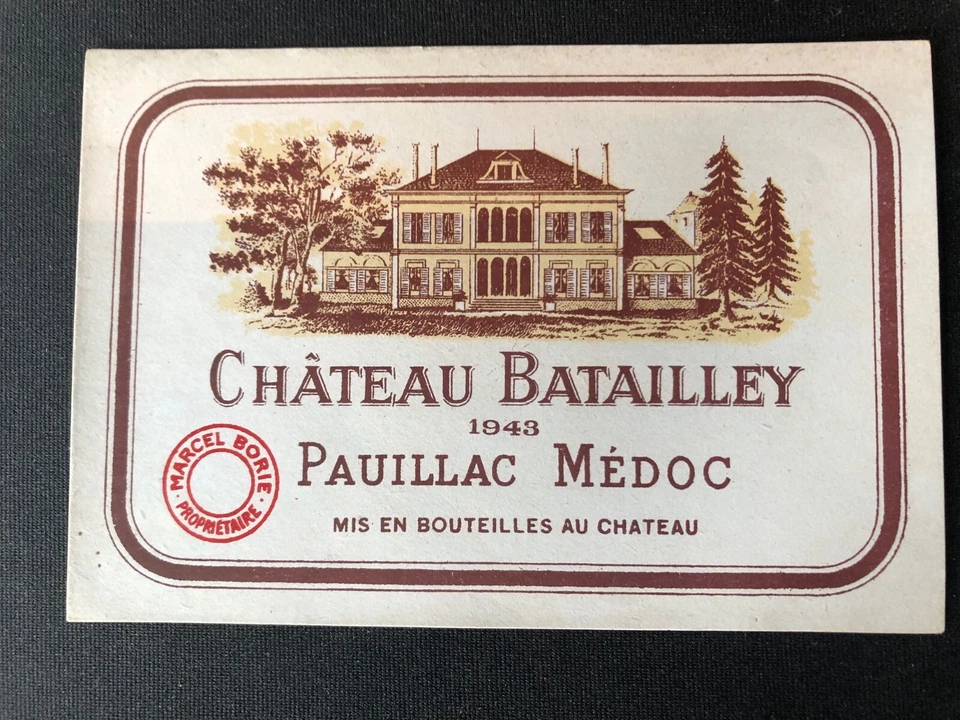 CHÂTEAU BATAILLEY
1943
PAUILLAC MÉDOC
MARCEL BORIE
· PROPRIÉTAIRE ·
MIS EN BOUTEILLES AU CHATEAU